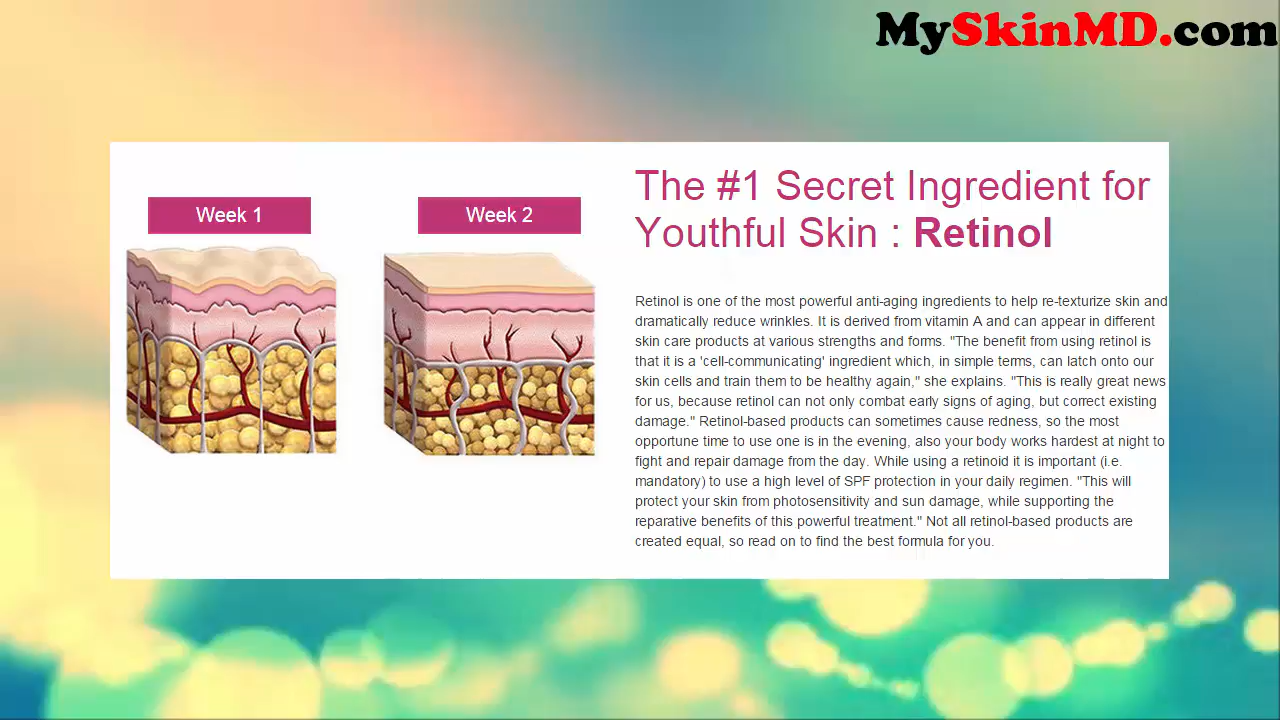 MySkinMD.com
Week 1
Week 2
The #1 Secret Ingredient for
Youthful Skin : Retinol
Retinol is one of the most powerful anti-aging ingredients to help re-texturize skin and
dramatically reduce wrinkles. It is derived from vitamin A and can appear in different
skin care products at various strengths and forms. "The benefit from using retinol is
that it is a 'cell-communicating' ingredient which, in simple terms, can latch onto our
skin cells and train them to be healthy again," she explains. "This is really great news
for us, because retinol can not only combat early signs of aging, but correct existing
damage." Retinol-based products can sometimes cause redness, so the most
opportune time to use one is in the evening, also your body works hardest at night to
fight and repair damage from the day. While using a retinoid it is important (i.e.
mandatory) to use a high level of SPF protection in your daily regimen. "This will
protect your skin from photosensitivity and sun damage, while supporting the
reparative benefits of this powerful treatment." Not all retinol-based products are
created equal, so read on to find the best formula for you.